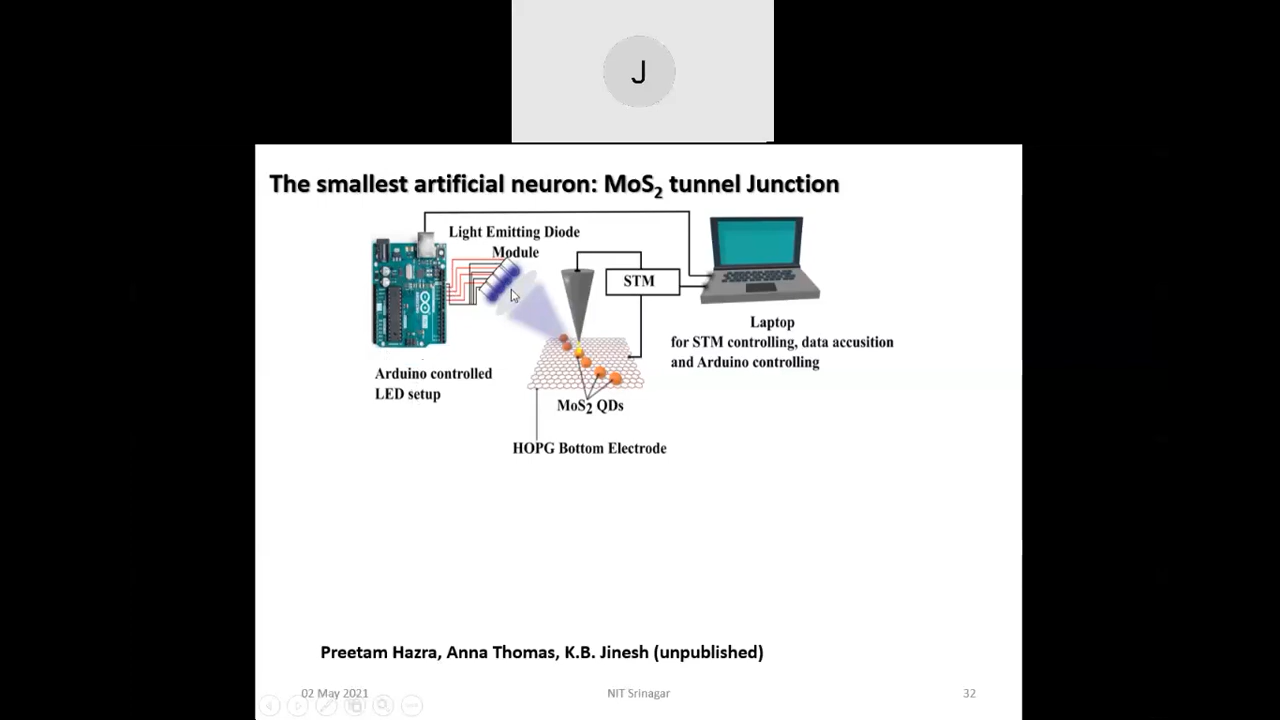 J
The smallest artificial neuron: MoS2 tunnel Junction
Light Emitting Diode
Module
STM
Laptop
for STM controlling, data accusition
and Arduino controlling
Arduino controlled
LED setup
MoS2 QDs
HOPG Bottom Electrode
Preetam Hazra, Anna Thomas, K.B. Jinesh (unpublished)
02 May 2021
NIT Srinagar
32